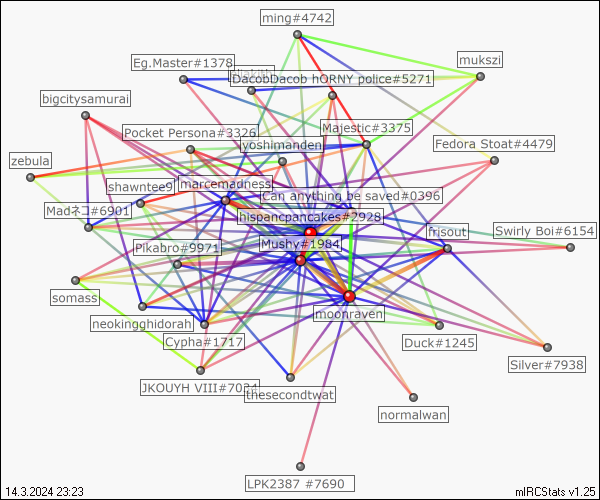 ming#4742
Eg.Master#1378
mukszi
DacobDacob hORNY police#5271
bigcitysamurai
Pocket Persona#3326
Majestic#3375
yoshimanden
Fedora Stoat#4479
zebula
shawntee9
marcemadness
Can anything be saved#0396
Madネコ#6901
hispancpancakes#2928
Swirly Boi#6154
Pikabro#9971
Mushy#1984
frjsout
somass
neokingghidorah
moonraven
Cypha#1717
Duck#1245
Silver#7938
JKOUYH VIII#7034
thesecondtwat
normalwan
LPK2387 #7690
14.3.2024 23:23
mIRCStats v1.25